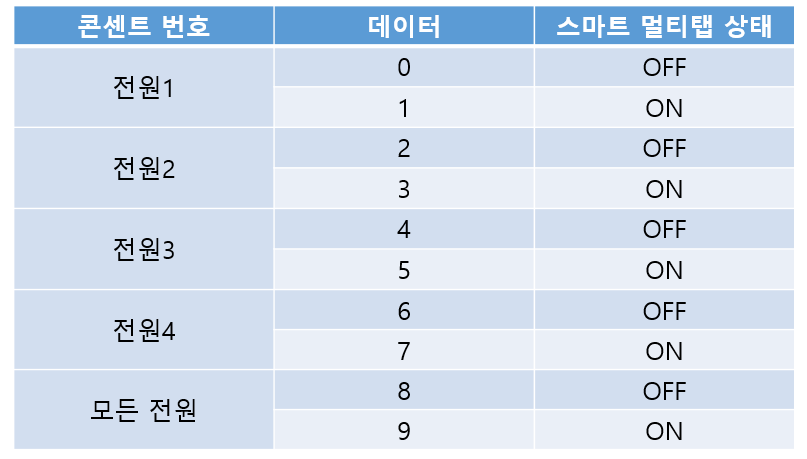 콘센트 번호 데이터 스마트 멀티탭 상태
전원1 0 OFF
1 ON
전원2 2 OFF
3 ON
전원3 4 OFF
5 ON
전원4 6 OFF
7 ON
모든 전원 8 OFF
9 ON